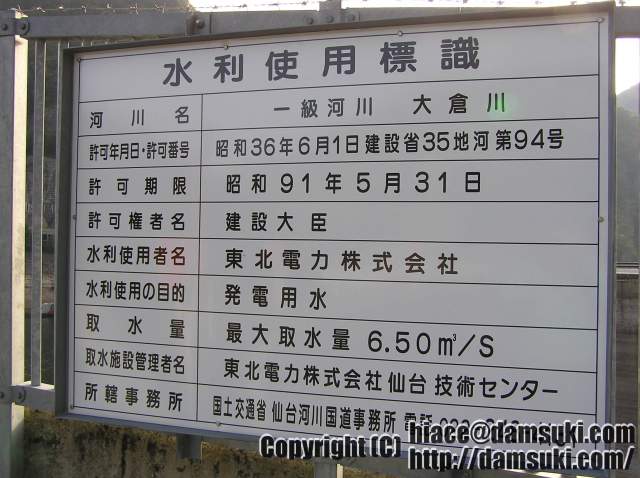 水利使用標識
河川名 一級河川 大倉川
許可年月日・許可番号 昭和36年6月1日建設省35地河第94号
許可期限 昭和91年5月31日
許可権者名 建設大臣
水利使用者名 東北電力株式会社
水利使用の目的 発電用水
取水量 最大取水量 6.50m³/S
取水施設管理者名 東北電力株式会社仙台技術センター
所轄事務所 国土交通省 仙台河川国道事務所 電話
Copyright (C) hiace@damsuki.com
http://damsuki.com/